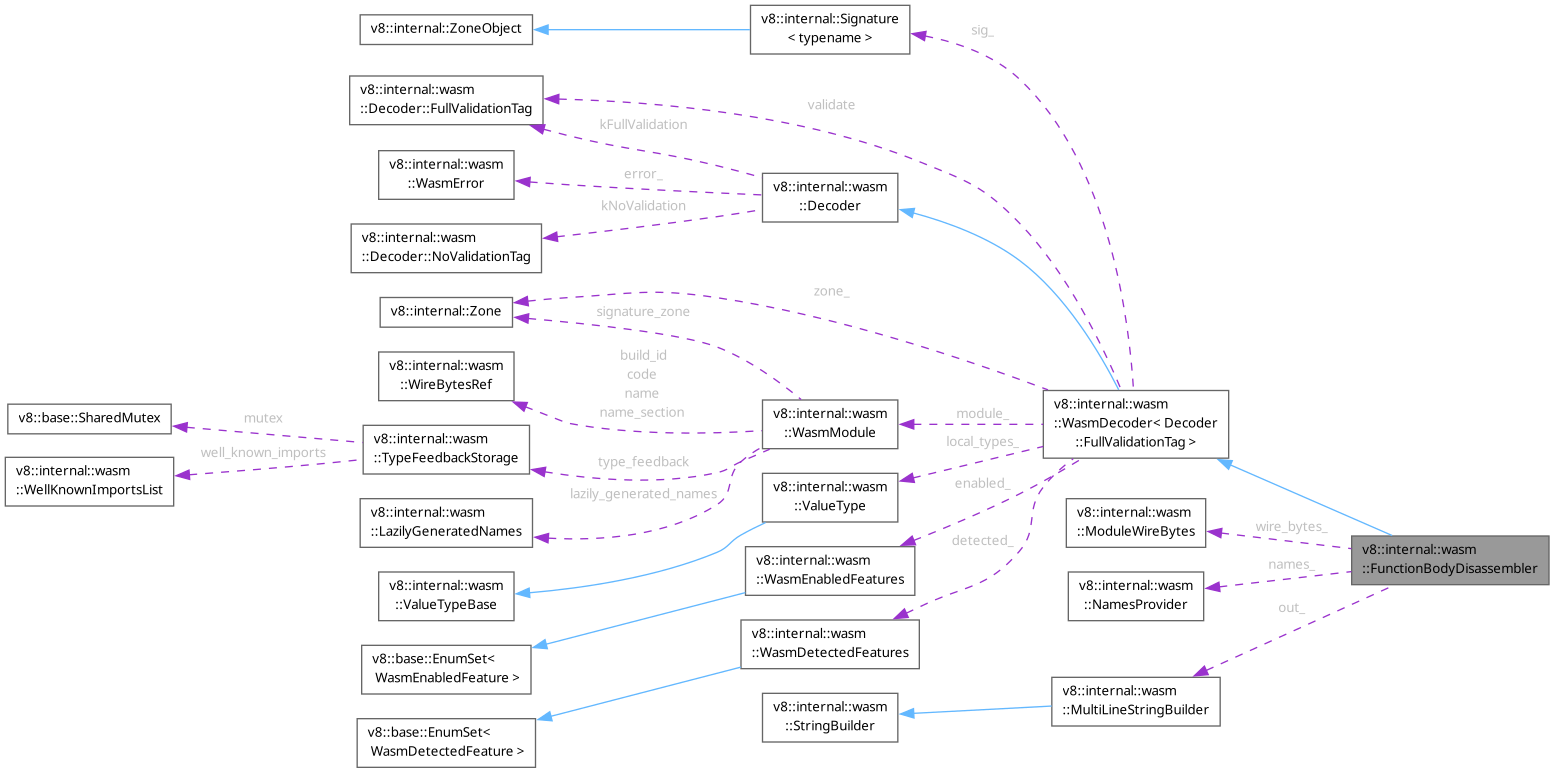 v8::internal::ZoneObject
v8::internal::Signature
< typename >
sig_
v8::internal::wasm
::Decoder::FullValidationTag
validate
kFullValidation
v8::internal::wasm
::WasmError
error_
v8::internal::wasm
::Decoder
kNoValidation
v8::internal::wasm
::Decoder::NoValidationTag
v8::internal::Zone
zone_
signature_zone
v8::internal::wasm
::WireBytesRef
build_id
code
name
name_section
v8::base::SharedMutex
mutex
v8::internal::wasm
::TypeFeedbackStorage
well_known_imports
v8::internal::wasm
::WellKnownImportsList
v8::internal::wasm
::WasmModule
module_
v8::internal::wasm
::WasmDecoder< Decoder
::FullValidationTag >
type_feedback
local_types_
lazily_generated_names
v8::internal::wasm
::LazilyGeneratedNames
v8::internal::wasm
::ValueType
enabled_
v8::internal::wasm
::ModuleWireBytes
wire_bytes_
detected_
v8::internal::wasm
::FunctionBodyDisassembler
v8::internal::wasm
::WasmEnabledFeatures
v8::internal::wasm
::ValueTypeBase
v8::internal::wasm
::NamesProvider
names_
out_
v8::internal::wasm
::WasmDetectedFeatures
v8::base::EnumSet<
WasmEnabledFeature >
v8::internal::wasm
::MultiLineStringBuilder
v8::internal::wasm
::StringBuilder
v8::base::EnumSet<
WasmDetectedFeature >